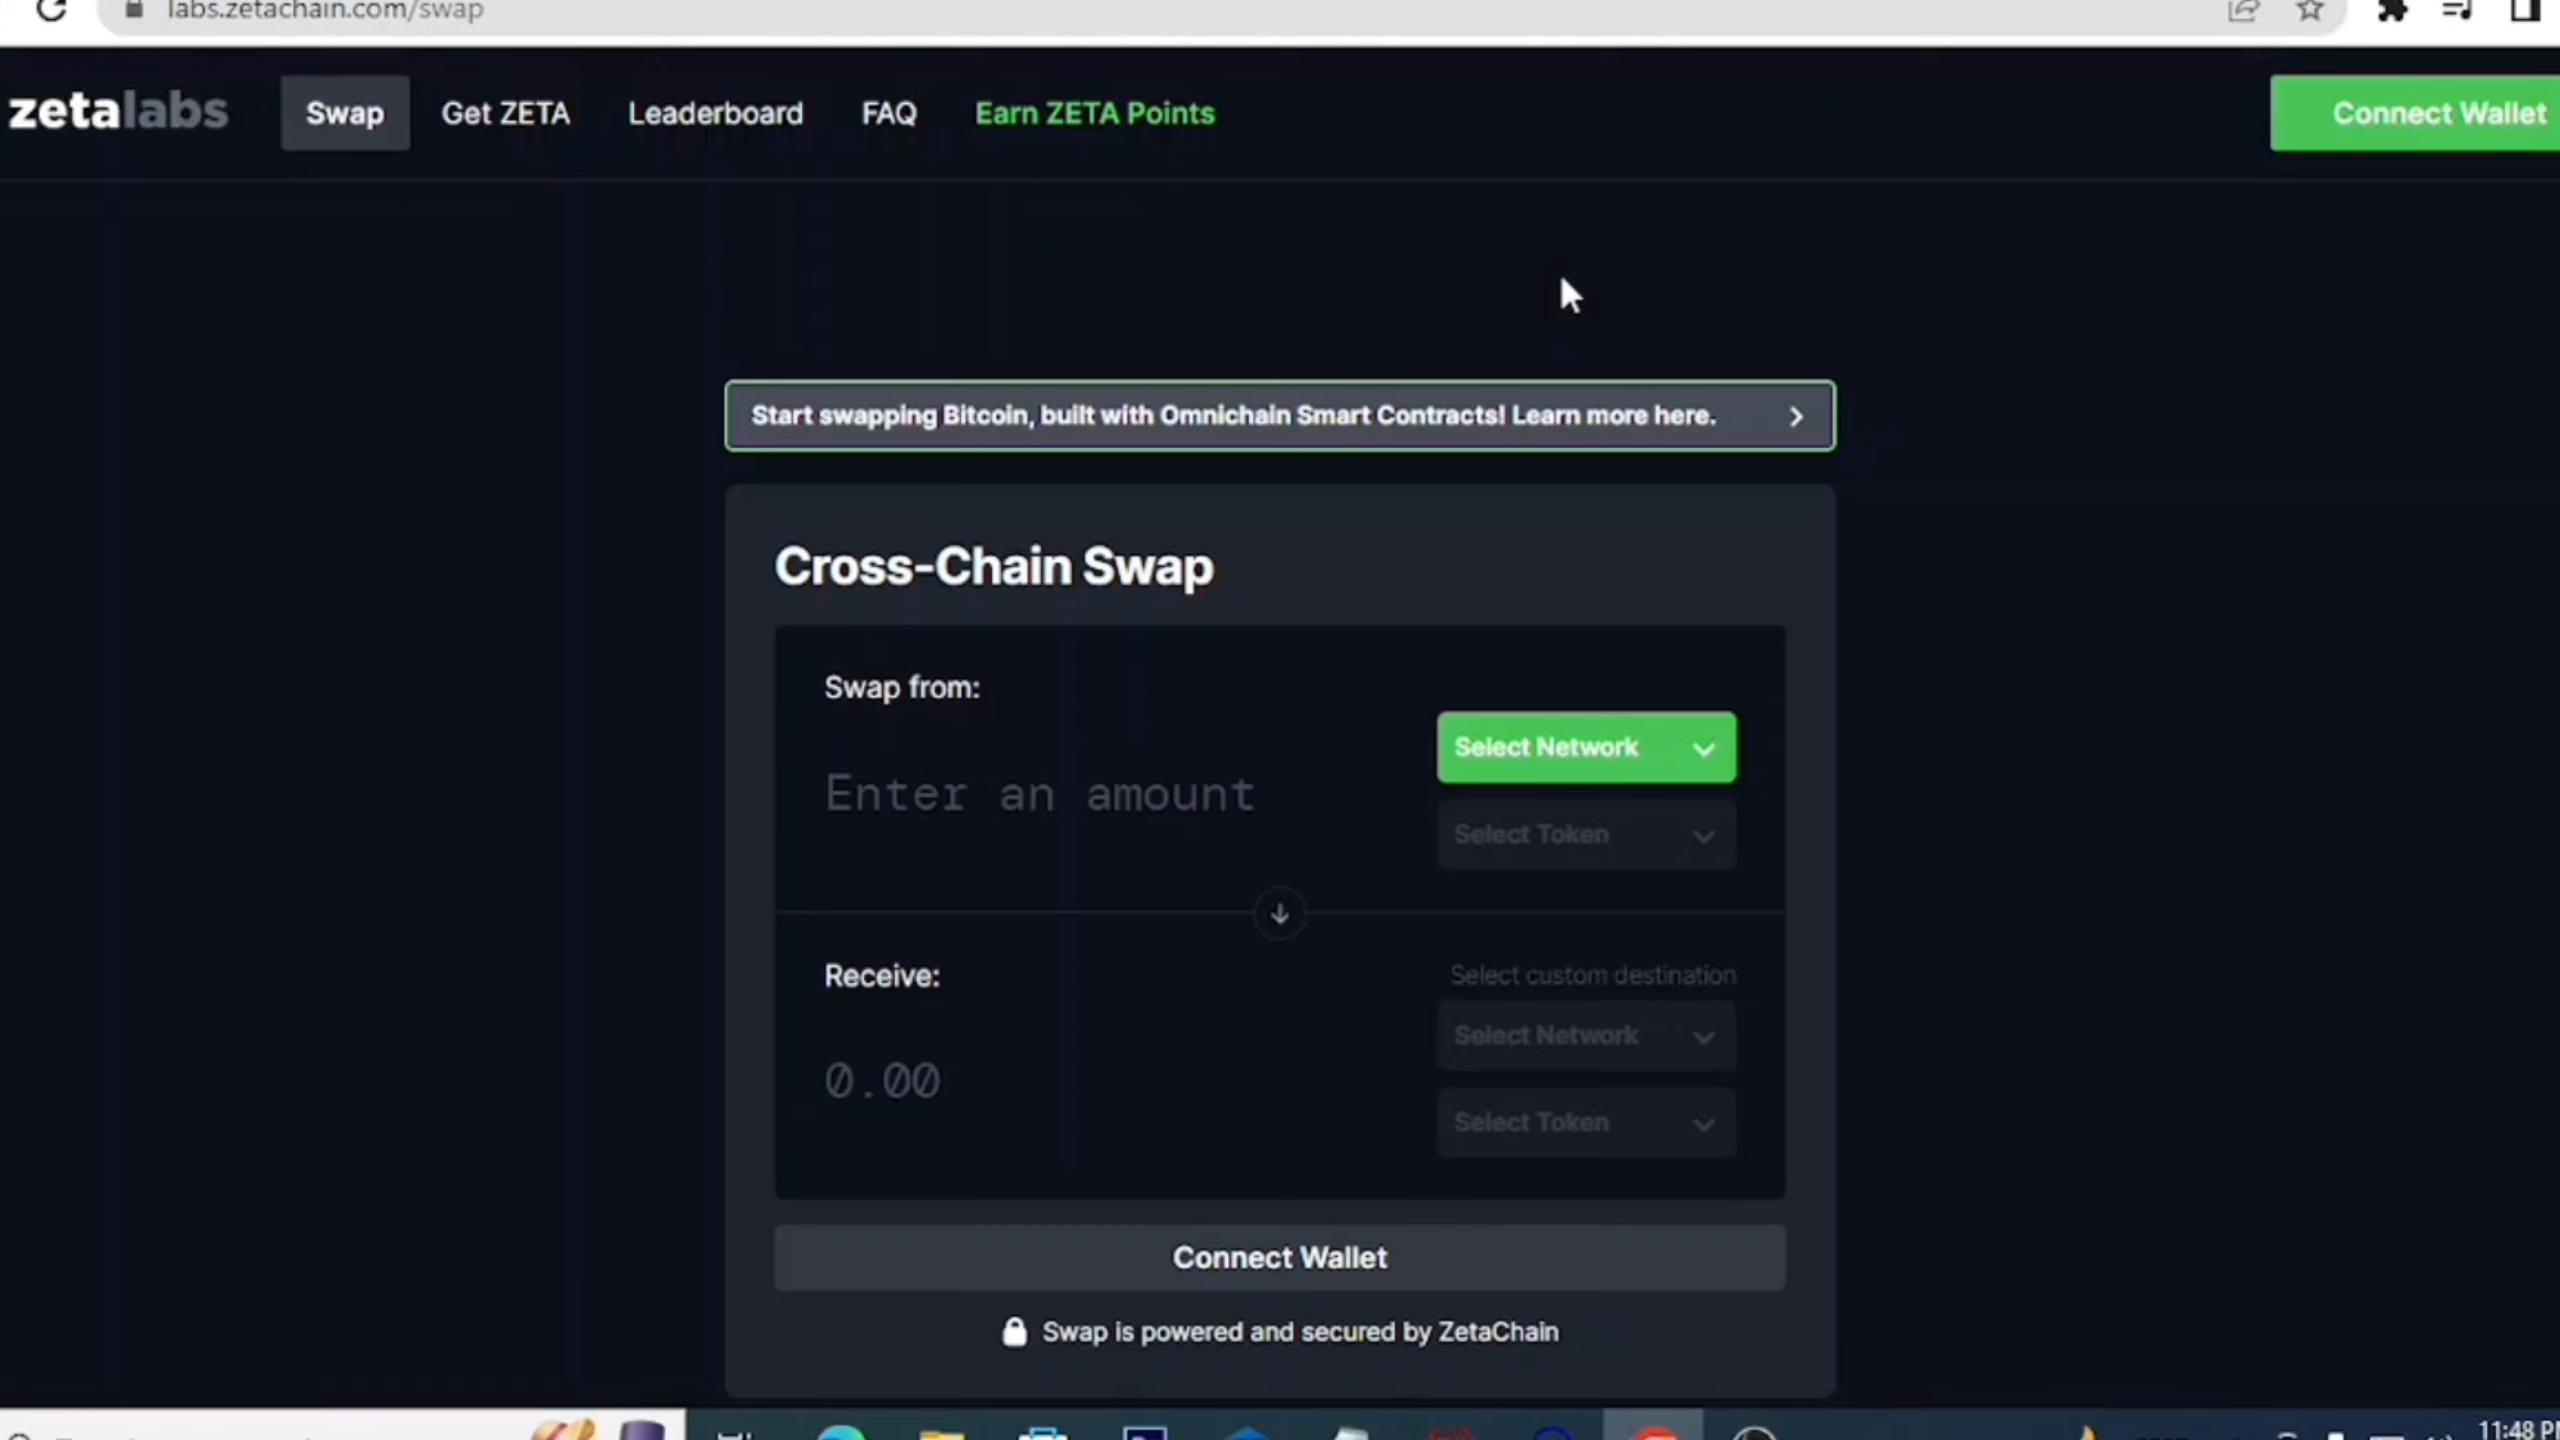 labs.zetachain.com/swap
zetalabs Swap Get ZETA Leaderboard FAQ Earn ZETA Points Connect Wallet
Start swapping Bitcoin, built with Omnichain Smart Contracts! Learn more here.
Cross-Chain Swap
Swap from:
Select Network
Enter an amount
Select Token
Receive:
Select custom destination
Select Network
0.00
Select Token
Connect Wallet
Swap is powered and secured by ZetaChain
11:48 P